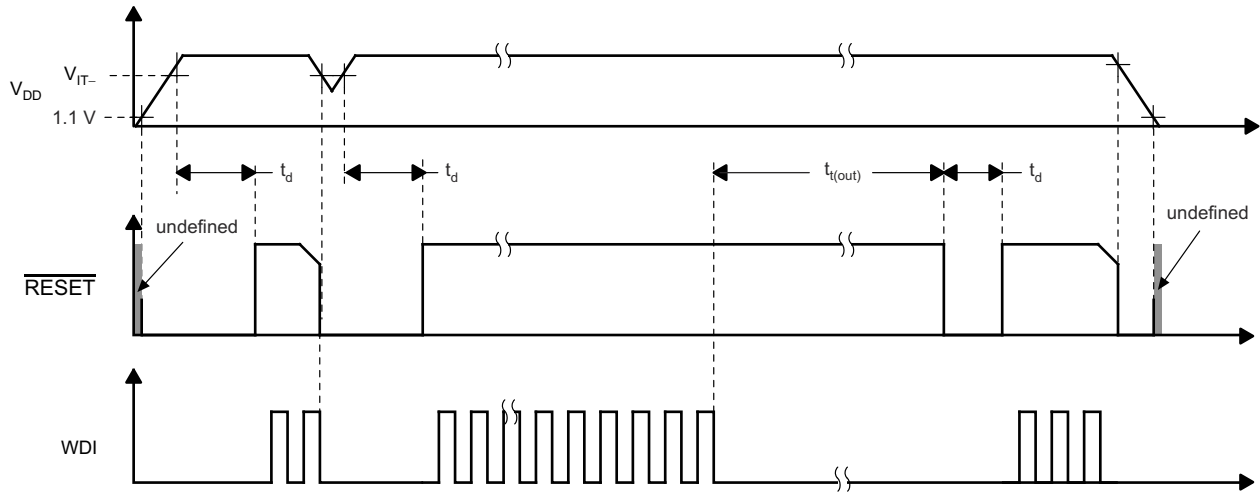 V_DD
V_IT–
1.1 V
t_d
t_d
t_t(out)
t_d
undefined
undefined
RESET
WDI